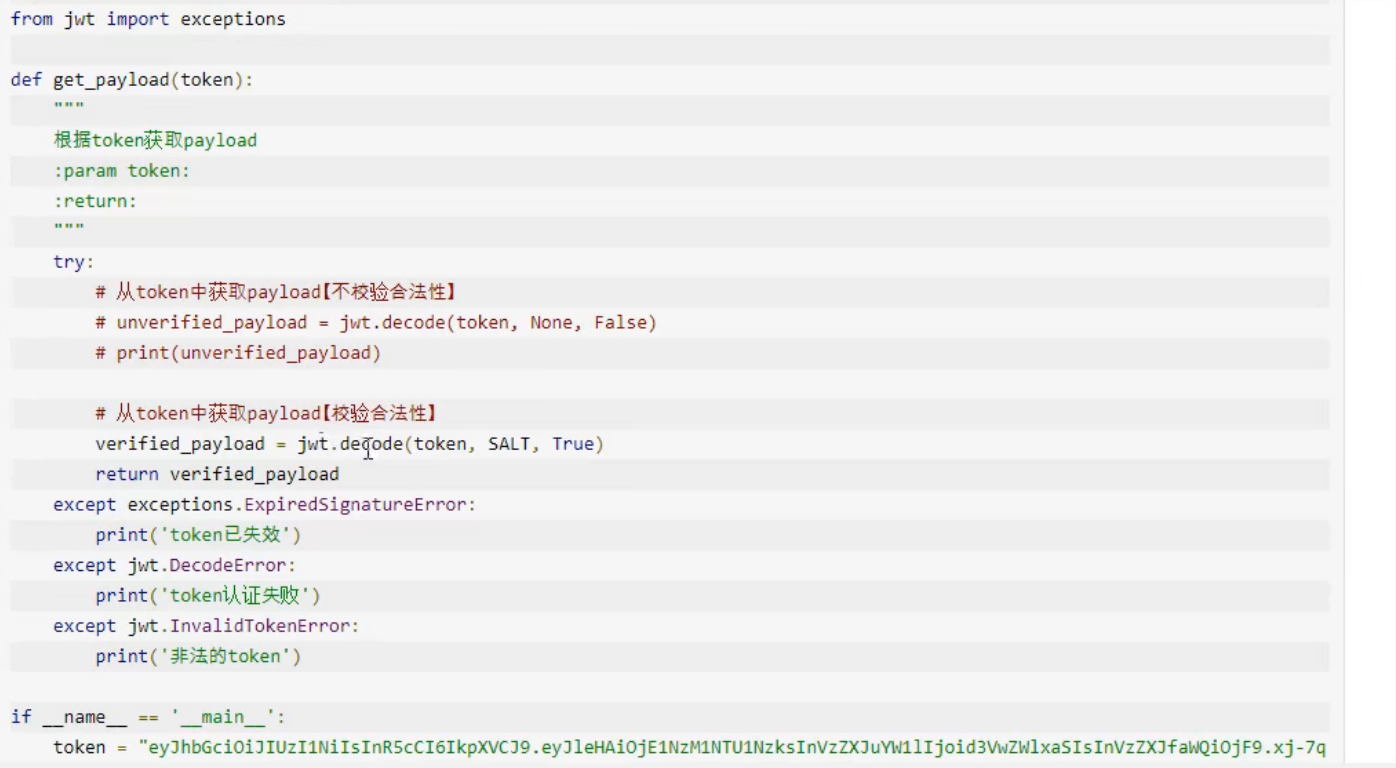 from jwt import exceptions
def get_payload(token):
"""
根据token获取payload
:param token:
:return:
"""
try:
# 从token中获取payload【不校验合法性】
# unverified_payload = jwt.decode(token, None, False)
# print(unverified_payload)
# 从token中获取payload【校验合法性】
verified_payload = jwt.decode(token, SALT, True)
return verified_payload
except exceptions.ExpiredSignatureError:
print('token已失效')
except jwt.DecodeError:
print('token认证失败')
except jwt.InvalidTokenError:
print('非法的token')
if __name__ == '__main__':
token = "eyJhbGciOiJIUzI1NiIsInR5cCI6IkpXVCJ9.eyJleHAiOjE1NzM1NTU1NzksInVzZXJuYW1lIjoid3VwZWlxaSIsInVzZXJfaWQiOjF9.xj-7q